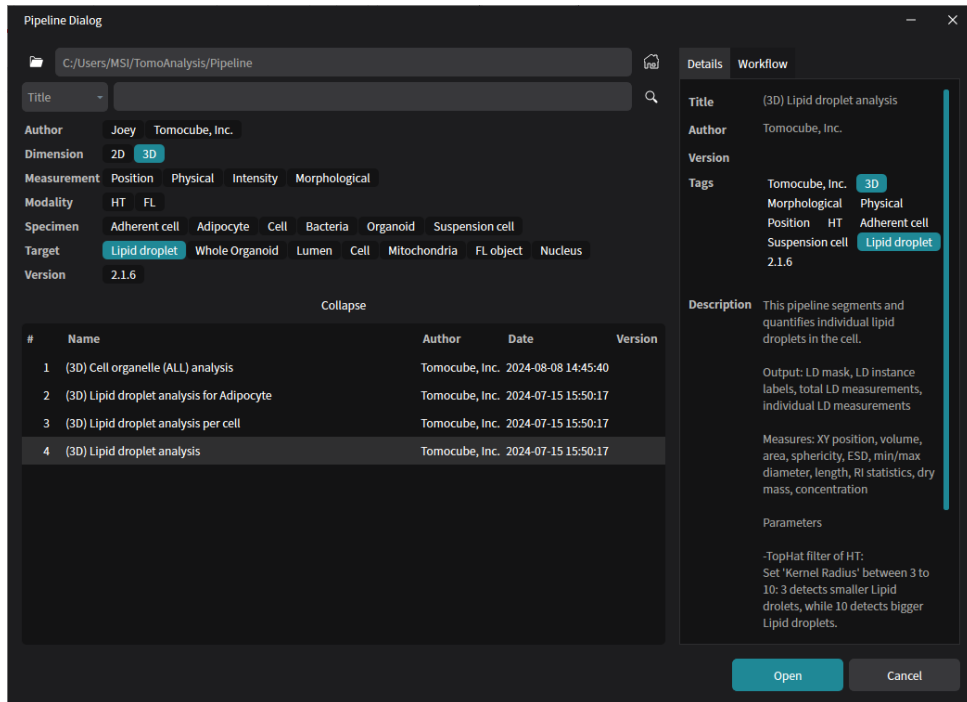 Pipeline Dialog
C:/Users/MSI/TomoAnalysis/Pipeline
Title
Author Joey Tomocube, Inc.
Dimension 2D 3D
Measurement Position Physical Intensity Morphological
Modality HT FL
Specimen Adherent cell Adipocyte Cell Bacteria Organoid Suspension cell
Target Lipid droplet Whole Organoid Lumen Cell Mitochondria FL object Nucleus
Version 2.1.6
Collapse
# Name Author Date Version
1 (3D) Cell organelle (ALL) analysis Tomocube, Inc. 2024-08-08 14:45:40
2 (3D) Lipid droplet analysis for Adipocyte Tomocube, Inc. 2024-07-15 15:50:17
3 (3D) Lipid droplet analysis per cell Tomocube, Inc. 2024-07-15 15:50:17
4 (3D) Lipid droplet analysis Tomocube, Inc. 2024-07-15 15:50:17
Details Workflow
Title (3D) Lipid droplet analysis
Author Tomocube, Inc.
Version
Tags Tomocube, Inc. 3D
Morphological Physical
Position HT Adherent cell
Suspension cell Lipid droplet
2.1.6
Description This pipeline segments and
quantifies individual lipid
droplets in the cell.
Output: LD mask, LD instance
labels, total LD measurements,
individual LD measurements
Measures: XY position, volume,
area, sphericity, ESD, min/max
diameter, length, RI statistics, dry
mass, concentration
Parameters
-TopHat filter of HT:
Set 'Kernel Radius' between 3 to
10: 3 detects smaller Lipid
drolets, while 10 detects bigger
Lipid droplets.
Open Cancel